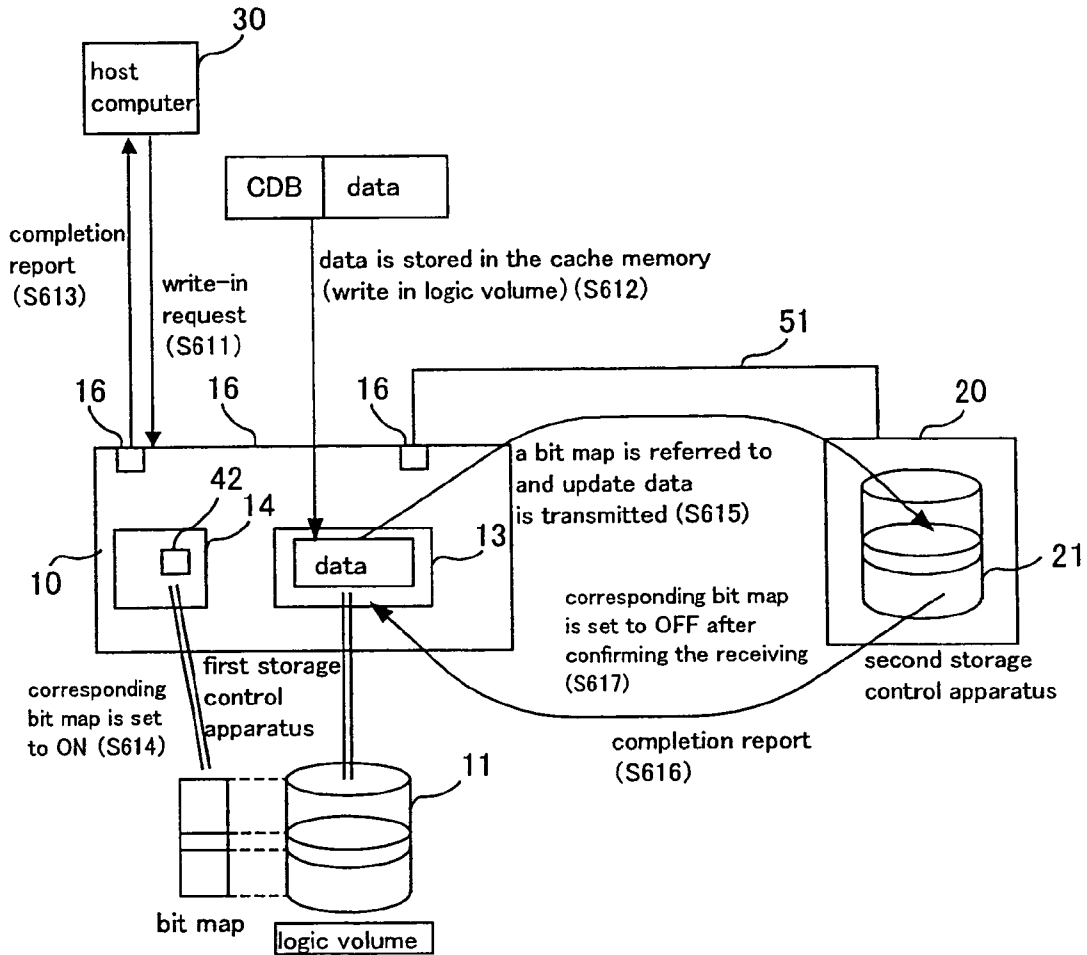 30
host
computer
CDB
data
completion
report
(S613)
write-in
request
(S611)
data is stored in the cache memory
(write in logic volume) (S612)
51
16
16
16
20
a bit map is referred to
and update data
is transmitted (S615)
42
14
13
10
data
21
corresponding bit map
is set to OFF after
confirming the receiving
(S617)
first storage
control
apparatus
second storage
control apparatus
corresponding
bit map is set
to ON (S614)
completion report
(S616)
11
bit map
logic volume